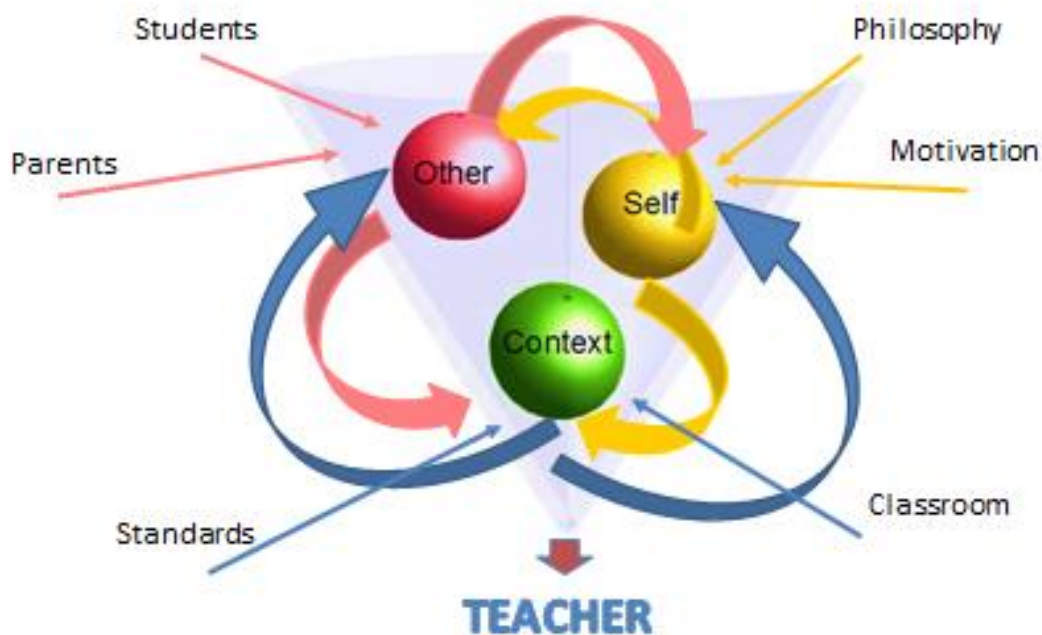 Students
Philosophy
Parents
Motivation
Other
Self
Context
Standards
Classroom
TEACHER